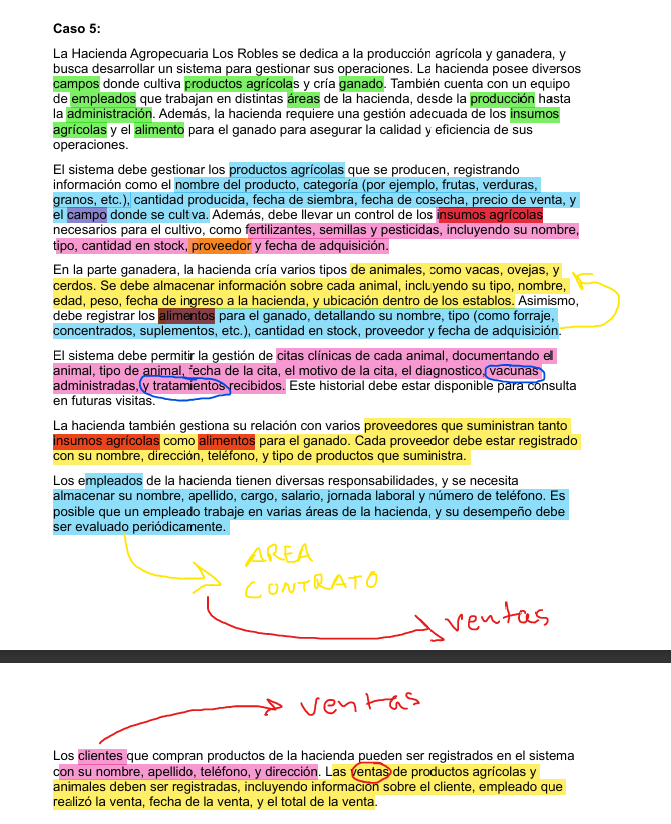 Caso 5:
La Hacienda Agropecuaria Los Robles se dedica a la producción agrícola y ganadera, y
busca desarrollar un sistema para gestionar sus operaciones. La hacienda posee diversos
campos donde cultiva productos agrícolas y cría ganado. También cuenta con un equipo
de empleados que trabajan en distintas áreas de la hacienda, desde la producción hasta
la administración. Además, la hacienda requiere una gestión adecuada de los insumos
agrícolas y el alimento para el ganado para asegurar la calidad y eficiencia de sus
operaciones.
El sistema debe gestionar los productos agrícolas que se producen, registrando
información como el nombre del producto, categoría (por ejemplo, frutas, verduras,
granos, etc.), cantidad producida, fecha de siembra, fecha de cosecha, precio de venta, y
el campo donde se cultiva. Además, debe llevar un control de los insumos agrícolas
necesarios para el cultivo, como fertilizantes, semillas y pesticidas, incluyendo su nombre,
tipo, cantidad en stock, proveedor y fecha de adquisición.
En la parte ganadera, la hacienda cría varios tipos de animales, como vacas, ovejas, y
cerdos. Se debe almacenar información sobre cada animal, incluyendo su tipo, nombre,
edad, peso, fecha de ingreso a la hacienda, y ubicación dentro de los establos. Asimismo,
debe registrar los alimentos para el ganado, detallando su nombre, tipo (como forraje,
concentrados, suplementos, etc.), cantidad en stock, proveedor y fecha de adquisición.
El sistema debe permitir la gestión de citas clínicas de cada animal, documentando el
animal, tipo de animal, fecha de la cita, el motivo de la cita, el diagnostico, vacunas
administradas, y tratamientos recibidos. Este historial debe estar disponible para consulta
en futuras visitas.
La hacienda también gestiona su relación con varios proveedores que suministran tanto
insumos agrícolas como alimentos para el ganado. Cada proveedor debe estar registrado
con su nombre, dirección, teléfono, y tipo de productos que suministra.
Los empleados de la hacienda tienen diversas responsabilidades, y se necesita
almacenar su nombre, apellido, cargo, salario, jornada laboral y número de teléfono. Es
posible que un empleado trabaje en varias áreas de la hacienda, y su desempeño debe
ser evaluado periódicamente.
AREA
CONTRATO
ventas
ventas
Los clientes que compran productos de la hacienda pueden ser registrados en el sistema
con su nombre, apellido, teléfono, y dirección. Las ventas de productos agrícolas y
animales deben ser registradas, incluyendo información sobre el cliente, empleado que
realizó la venta, fecha de la venta, y el total de la venta.